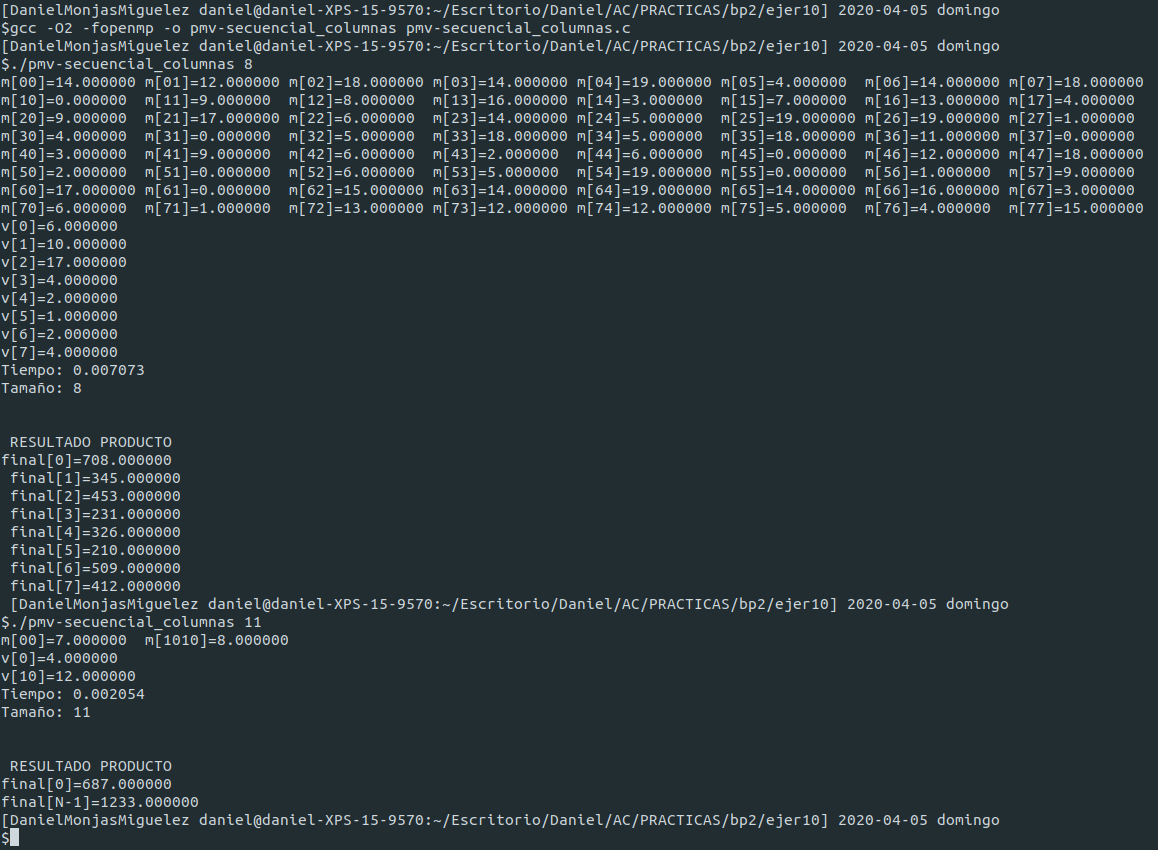 [DanielMonjasMiguelez daniel@daniel-XPS-15-9570:~/Escritorio/Daniel/AC/PRACTICAS/bp2/ejer10] 2020-04-05 domingo
$gcc -O2 -fopenmp -o pmv-secuencial_columnas pmv-secuencial_columnas.c
[DanielMonjasMiguelez daniel@daniel-XPS-15-9570:~/Escritorio/Daniel/AC/PRACTICAS/bp2/ejer10] 2020-04-05 domingo
$./pmv-secuencial_columnas 8
m[00]=14.000000 m[01]=12.000000 m[02]=18.000000 m[03]=14.000000 m[04]=19.000000 m[05]=4.000000  m[06]=14.000000 m[07]=18.000000
m[10]=0.000000  m[11]=9.000000  m[12]=8.000000  m[13]=16.000000 m[14]=3.000000  m[15]=7.000000  m[16]=13.000000 m[17]=4.000000
m[20]=9.000000  m[21]=17.000000 m[22]=6.000000  m[23]=14.000000 m[24]=5.000000  m[25]=19.000000 m[26]=19.000000 m[27]=1.000000
m[30]=4.000000  m[31]=0.000000  m[32]=5.000000  m[33]=18.000000 m[34]=5.000000  m[35]=18.000000 m[36]=11.000000 m[37]=0.000000
m[40]=3.000000  m[41]=9.000000  m[42]=6.000000  m[43]=2.000000  m[44]=6.000000  m[45]=0.000000  m[46]=12.000000 m[47]=18.000000
m[50]=2.000000  m[51]=0.000000  m[52]=6.000000  m[53]=5.000000  m[54]=19.000000 m[55]=0.000000  m[56]=1.000000  m[57]=9.000000
m[60]=17.000000 m[61]=0.000000  m[62]=15.000000 m[63]=14.000000 m[64]=19.000000 m[65]=14.000000 m[66]=16.000000 m[67]=3.000000
m[70]=6.000000  m[71]=1.000000  m[72]=13.000000 m[73]=12.000000 m[74]=12.000000 m[75]=5.000000  m[76]=4.000000  m[77]=15.000000
v[0]=6.000000
v[1]=10.000000
v[2]=17.000000
v[3]=4.000000
v[4]=2.000000
v[5]=1.000000
v[6]=2.000000
v[7]=4.000000
Tiempo: 0.007073
Tamaño: 8
RESULTADO PRODUCTO
final[0]=708.000000
final[1]=345.000000
final[2]=453.000000
final[3]=231.000000
final[4]=326.000000
final[5]=210.000000
final[6]=509.000000
final[7]=412.000000
[DanielMonjasMiguelez daniel@daniel-XPS-15-9570:~/Escritorio/Daniel/AC/PRACTICAS/bp2/ejer10] 2020-04-05 domingo
$./pmv-secuencial_columnas 11
m[00]=7.000000  m[1010]=8.000000
v[0]=4.000000
v[10]=12.000000
Tiempo: 0.002054
Tamaño: 11
RESULTADO PRODUCTO
final[0]=687.000000
final[N-1]=1233.000000
[DanielMonjasMiguelez daniel@daniel-XPS-15-9570:~/Escritorio/Daniel/AC/PRACTICAS/bp2/ejer10] 2020-04-05 domingo
$